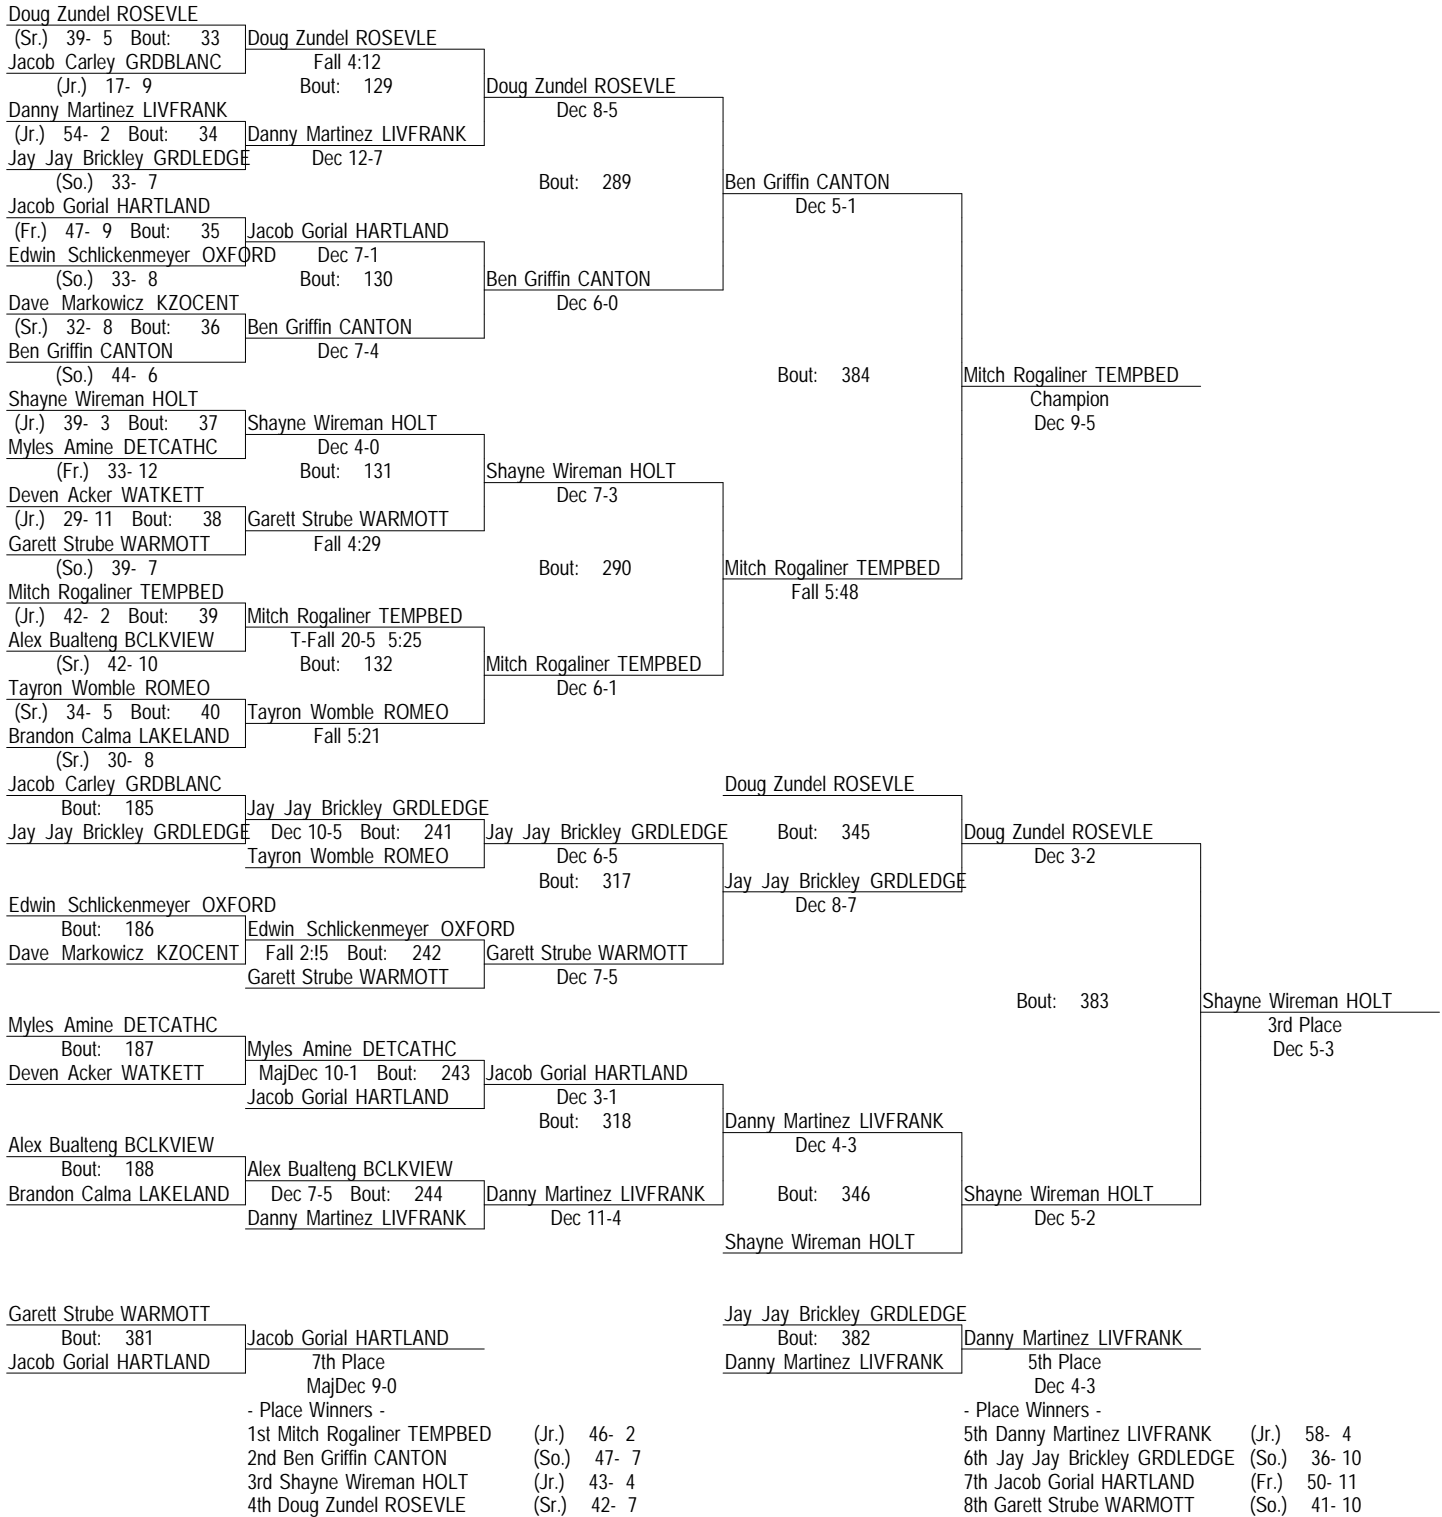 Doug Zundel ROSEVLE
(Sr.) 39- 5 Bout: 33 Doug Zundel ROSEVLE
Jacob Carley GRDBLANC Fall 4:12
(Jr.) 17- 9 Bout: 129 Doug Zundel ROSEVLE
Danny Martinez LIVFRANK Dec 8-5
(Jr.) 54- 2 Bout: 34 Danny Martinez LIVFRANK
Jay Jay Brickley GRDLEDGE Dec 12-7
(So.) 33- 7 Bout: 289 Ben Griffin CANTON
Jacob Gorial HARTLAND Dec 5-1
(Fr.) 47- 9 Bout: 35 Jacob Gorial HARTLAND
Edwin Schlickenmeyer OXFORD Dec 7-1
(So.) 33- 8 Bout: 130 Ben Griffin CANTON
Dave Markowicz KZOCENT Dec 6-0
(Sr.) 32- 8 Bout: 36 Ben Griffin CANTON
Ben Griffin CANTON Dec 7-4
(So.) 44- 6 Bout: 384 Mitch Rogaliner TEMPBED
Shayne Wireman HOLT Champion
(Jr.) 39- 3 Bout: 37 Shayne Wireman HOLT Dec 9-5
Myles Amine DETCATHC Dec 4-0
(Fr.) 33- 12 Bout: 131 Shayne Wireman HOLT
Deven Acker WATKETT Dec 7-3
(Jr.) 29- 11 Bout: 38 Garett Strube WARMOTT
Garett Strube WARMOTT Fall 4:29
(So.) 39- 7 Bout: 290 Mitch Rogaliner TEMPBED
Mitch Rogaliner TEMPBED Fall 5:48
(Jr.) 42- 2 Bout: 39 Mitch Rogaliner TEMPBED
Alex Bualteng BCLKVIEW T-Fall 20-5 5:25
(Sr.) 42- 10 Bout: 132 Mitch Rogaliner TEMPBED
Tayron Womble ROMEO Dec 6-1
(Sr.) 34- 5 Bout: 40 Tayron Womble ROMEO
Brandon Calma LAKELAND Fall 5:21
(Sr.) 30- 8
Jacob Carley GRDBLANC Doug Zundel ROSEVLE
Bout: 185 Jay Jay Brickley GRDLEDGE
Jay Jay Brickley GRDLEDGE Dec 10-5 Bout: 241 Jay Jay Brickley GRDLEDGE Bout: 345 Doug Zundel ROSEVLE
Tayron Womble ROMEO Dec 6-5 Dec 3-2
Bout: 317 Jay Jay Brickley GRDLEDGE
Edwin Schlickenmeyer OXFORD Dec 8-7
Bout: 186 Edwin Schlickenmeyer OXFORD
Dave Markowicz KZOCENT Fall 2:!5 Bout: 242 Garett Strube WARMOTT
Garett Strube WARMOTT Dec 7-5
Bout: 383 Shayne Wireman HOLT
Myles Amine DETCATHC 3rd Place
Bout: 187 Myles Amine DETCATHC Dec 5-3
Deven Acker WATKETT MajDec 10-1 Bout: 243 Jacob Gorial HARTLAND
Jacob Gorial HARTLAND Dec 3-1
Bout: 318 Danny Martinez LIVFRANK
Alex Bualteng BCLKVIEW Dec 4-3
Bout: 188 Alex Bualteng BCLKVIEW
Brandon Calma LAKELAND Dec 7-5 Bout: 244 Danny Martinez LIVFRANK Bout: 346 Shayne Wireman HOLT
Danny Martinez LIVFRANK Dec 11-4 Dec 5-2
Shayne Wireman HOLT
Garett Strube WARMOTT Jay Jay Brickley GRDLEDGE
Bout: 381 Jacob Gorial HARTLAND Bout: 382 Danny Martinez LIVFRANK
Jacob Gorial HARTLAND 7th Place Danny Martinez LIVFRANK 5th Place
MajDec 9-0 Dec 4-3
- Place Winners - - Place Winners -
1st Mitch Rogaliner TEMPBED (Jr.) 46- 2 5th Danny Martinez LIVFRANK (Jr.) 58- 4
2nd Ben Griffin CANTON (So.) 47- 7 6th Jay Jay Brickley GRDLEDGE (So.) 36- 10
3rd Shayne Wireman HOLT (Jr.) 43- 4 7th Jacob Gorial HARTLAND (Fr.) 50- 11
4th Doug Zundel ROSEVLE (Sr.) 42- 7 8th Garett Strube WARMOTT (So.) 41- 10